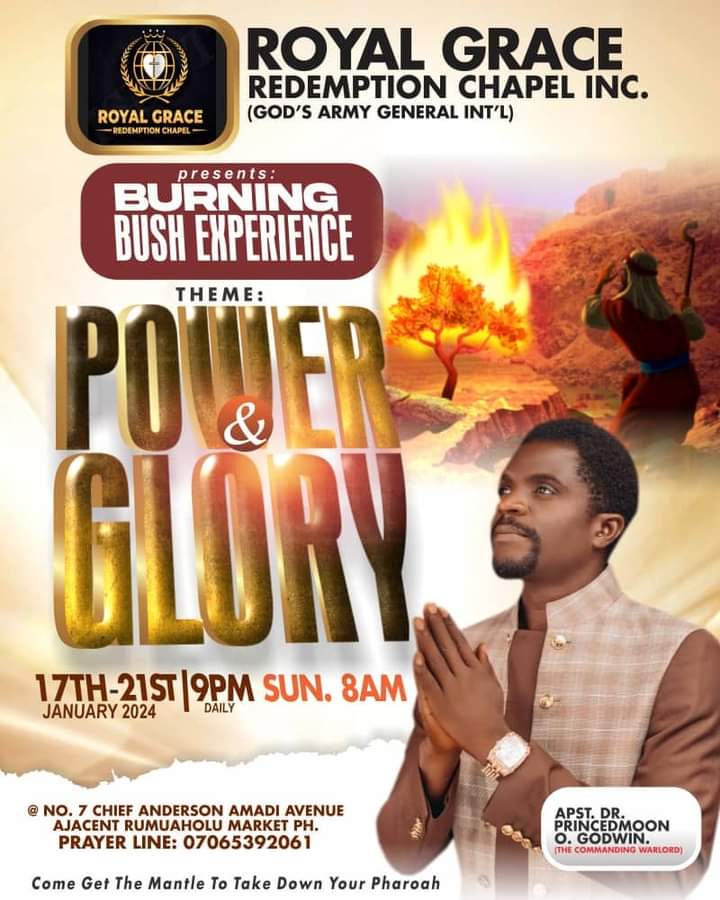 ROYAL GRACE
REDEMPTION CHAPEL
ROYAL GRACE
REDEMPTION CHAPEL INC.
(GOD'S ARMY GENERAL INT'L)
presents:
BURNING
BUSH EXPERIENCE
THEME:
POWER
&
GLORY
17TH-21ST|9PM SUN. 8AM
JANUARY 2024 DAILY
@ NO. 7 CHIEF ANDERSON AMADI AVENUE
AJACENT RUMUAHOLU MARKET PH.
PRAYER LINE: 07065392061
APST. DR.
PRINCEDMOON
O. GODWIN.
(THE COMMANDING WARLORD)
Come Get The Mantle To Take Down Your Pharoah